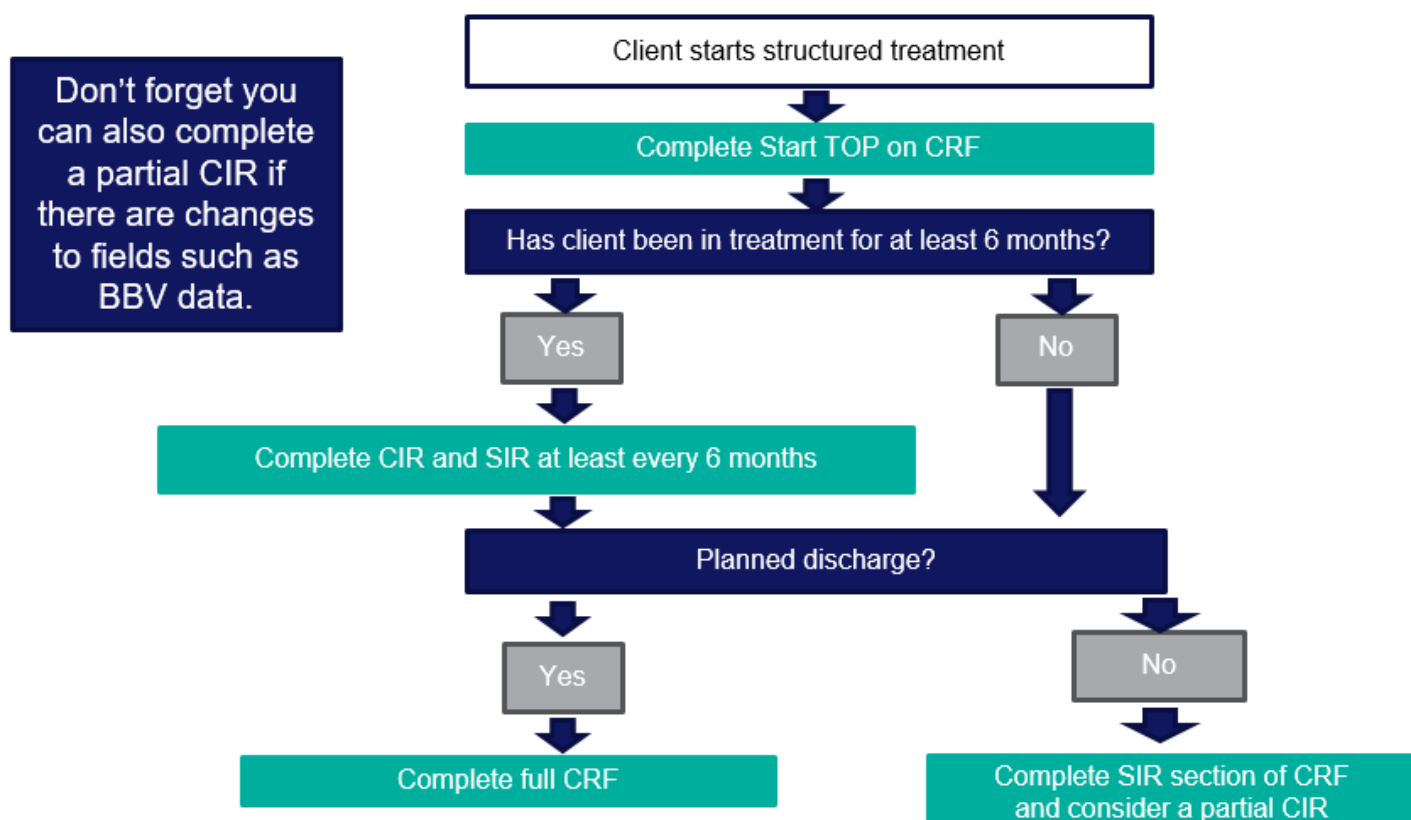 Don't forget you
can also complete
a partial CIR if
there are changes
to fields such as
BBV data.
Client starts structured treatment
Complete Start TOP on CRF
Has client been in treatment for at least 6 months?
Yes
No
Complete CIR and SIR at least every 6 months
Planned discharge?
Yes
No
Complete full CRF
Complete SIR section of CRF
and consider a partial CIR